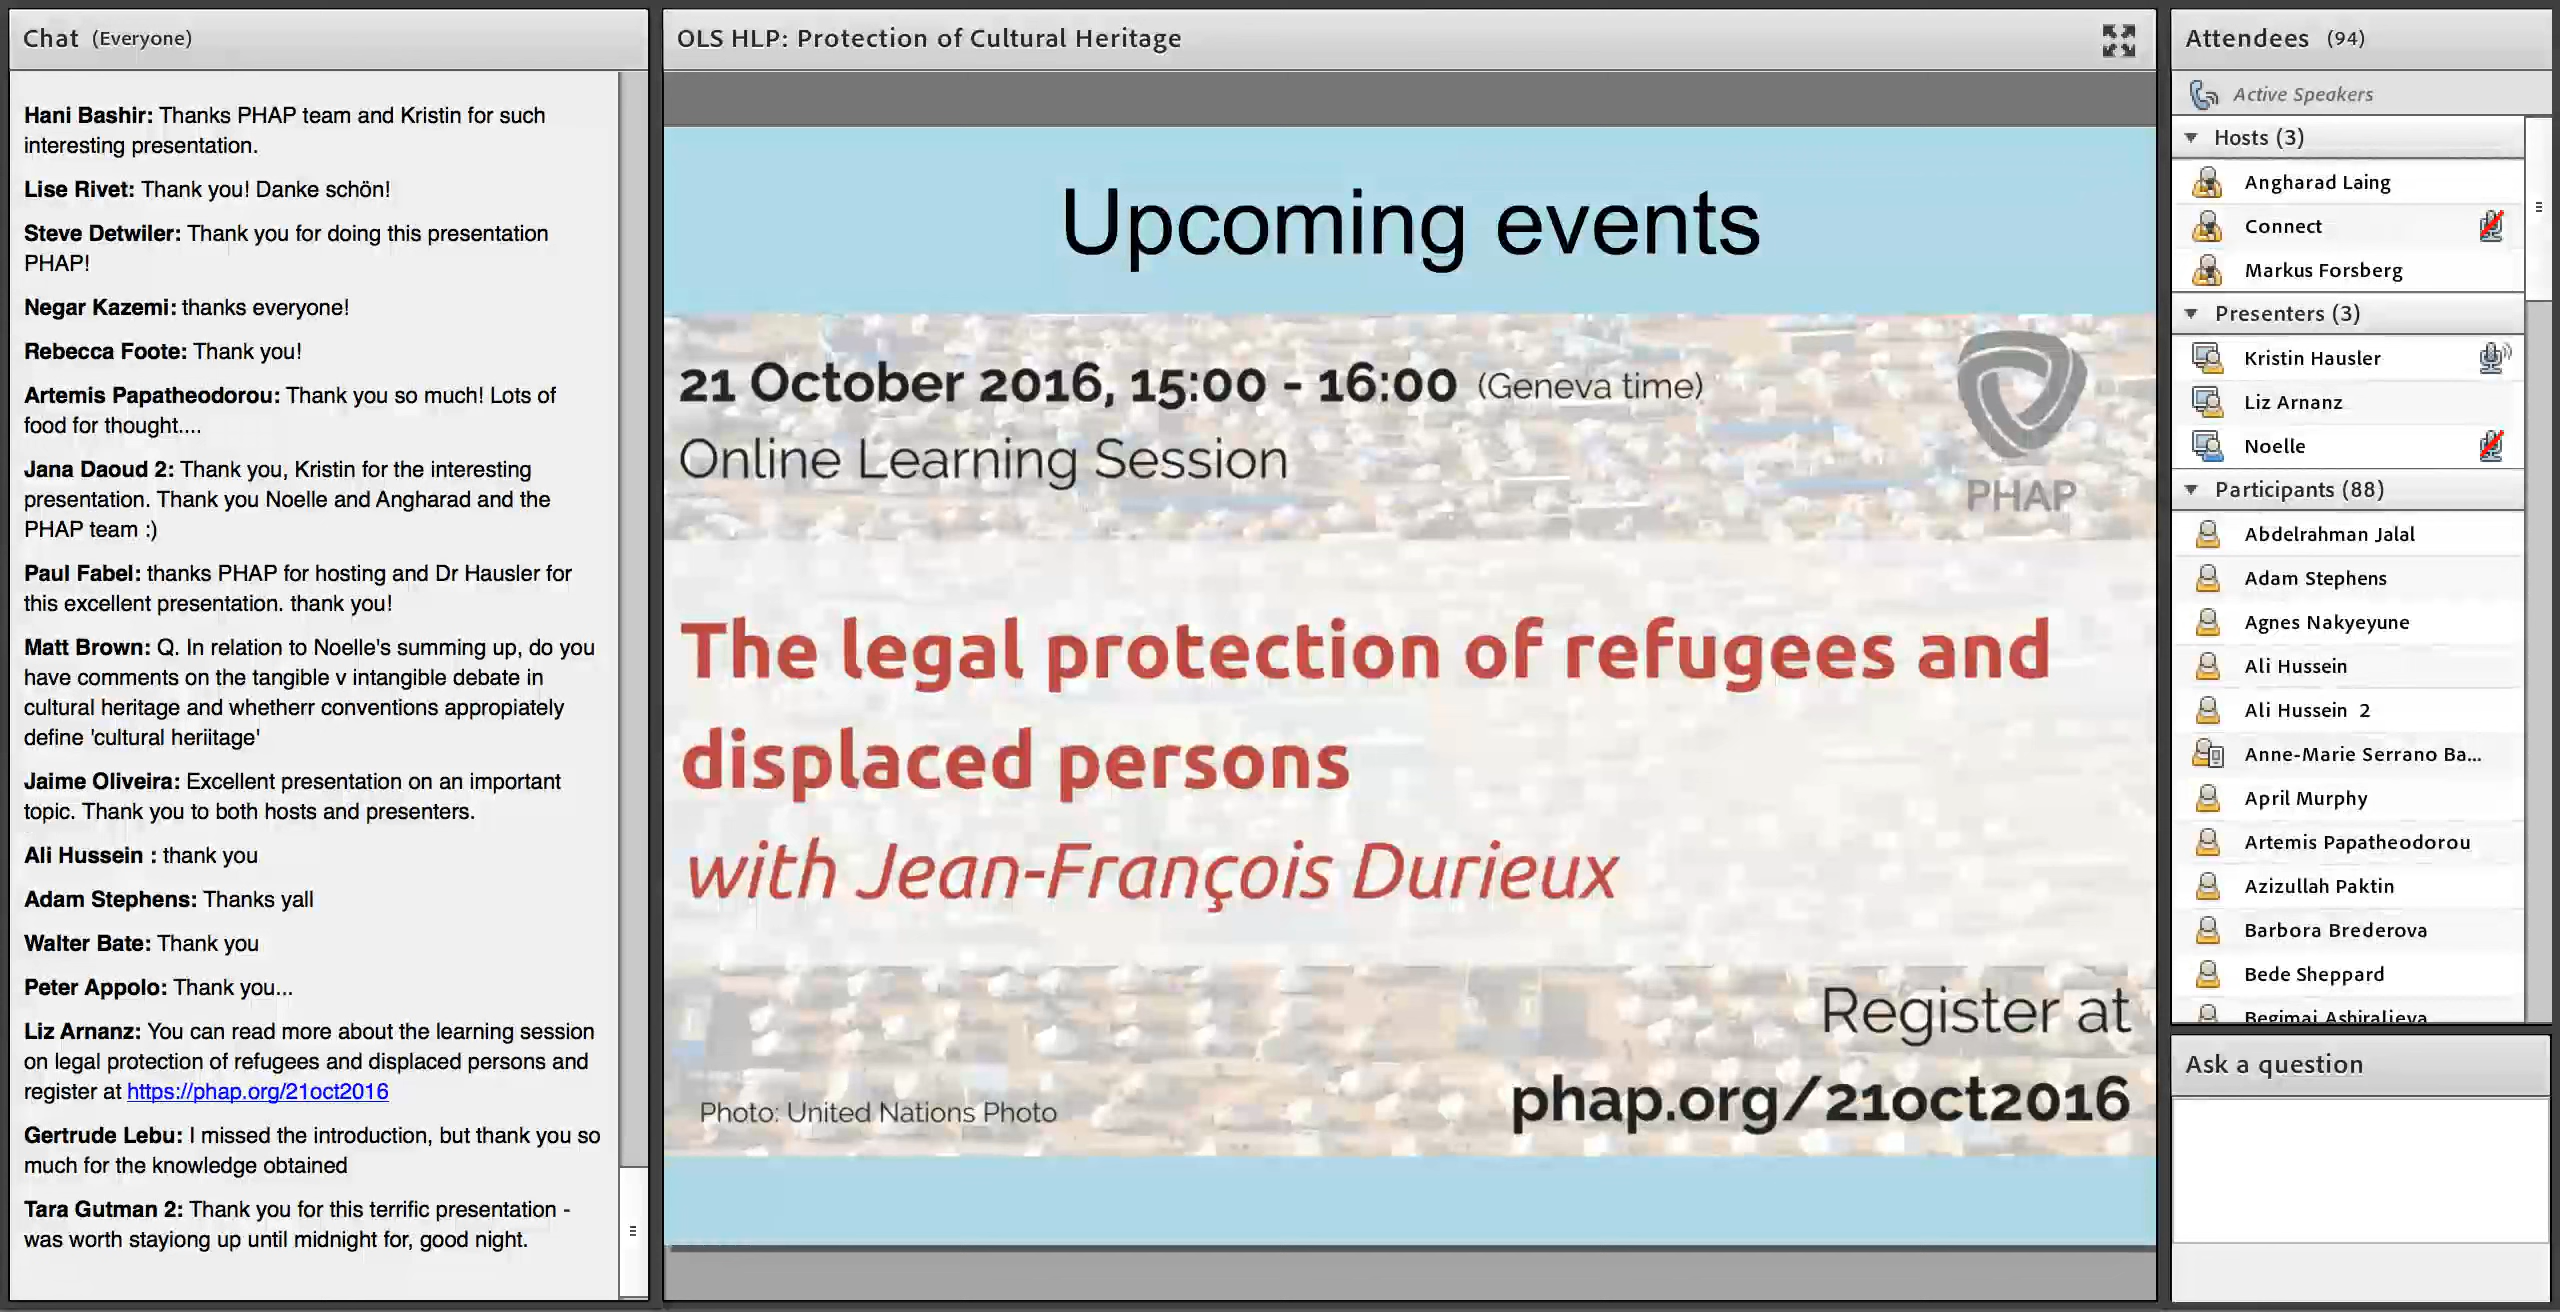 Chat (Everyone)
Hani Bashir: Thanks PHAP team and Kristin for such
interesting presentation.
Lise Rivet: Thank you! Danke schön!
Steve Detwiler: Thank you for doing this presentation
PHAP!
Negar Kazemi: thanks everyone!
Rebecca Foote: Thank you!
Artemis Papatheodorou: Thank you so much! Lots of
food for thought....
Jana Daoud 2: Thank you, Kristin for the interesting
presentation. Thank you Noelle and Angharad and the
PHAP team :)
Paul Fabel: thanks PHAP for hosting and Dr Hausler for
this excellent presentation. thank you!
Matt Brown: Q. In relation to Noelle's summing up, do you
have comments on the tangible v intangible debate in
cultural heritage and whetherr conventions appropiately
define 'cultural heriitage'
Jaime Oliveira: Excellent presentation on an important
topic. Thank you to both hosts and presenters.
Ali Hussein : thank you
Adam Stephens: Thanks yall
Walter Bate: Thank you
Peter Appolo: Thank you...
Liz Arnanz: You can read more about the learning session
on legal protection of refugees and displaced persons and
register at https://phap.org/21oct2016
Gertrude Lebu: I missed the introduction, but thank you so
much for the knowledge obtained
Tara Gutman 2: Thank you for this terrific presentation -
was worth stayiong up until midnight for, good night.
OLS HLP: Protection of Cultural Heritage
Upcoming events
21 October 2016, 15:00 - 16:00 (Geneva time)
Online Learning Session
PHAP
The legal protection of refugees and
displaced persons
with Jean-François Durieux
Register at
phap.org/21oct2016
Photo: United Nations Photo
Attendees (94)
Active Speakers
Hosts (3)
Angharad Laing
Connect
Markus Forsberg
Presenters (3)
Kristin Hausler
Liz Arnanz
Noelle
Participants (88)
Abdelrahman Jalal
Adam Stephens
Agnes Nakyeyune
Ali Hussein
Ali Hussein 2
Anne-Marie Serrano Ba...
April Murphy
Artemis Papatheodorou
Azizullah Paktin
Barbora Brederova
Bede Sheppard
Begimai Ashiralieva
Ask a question